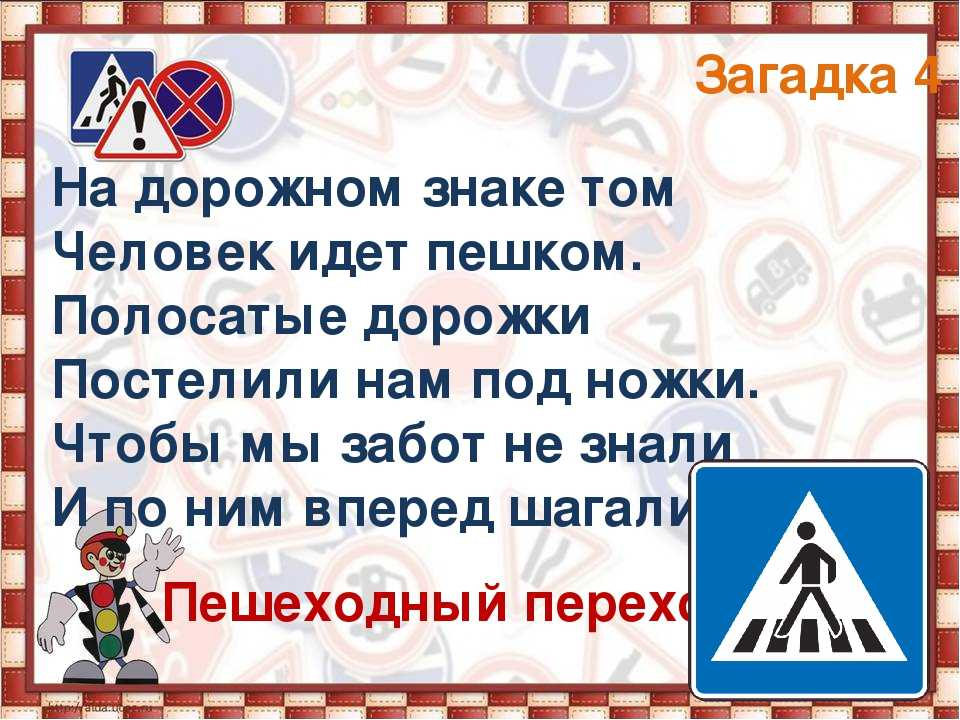 Загадка 4
На дорожном знаке том
Человек идет пешком.
Полосатые дорожки
Постелили нам под ножки.
Чтобы мы забот не знали
И по ним вперед шагали
Пешеходный перехо